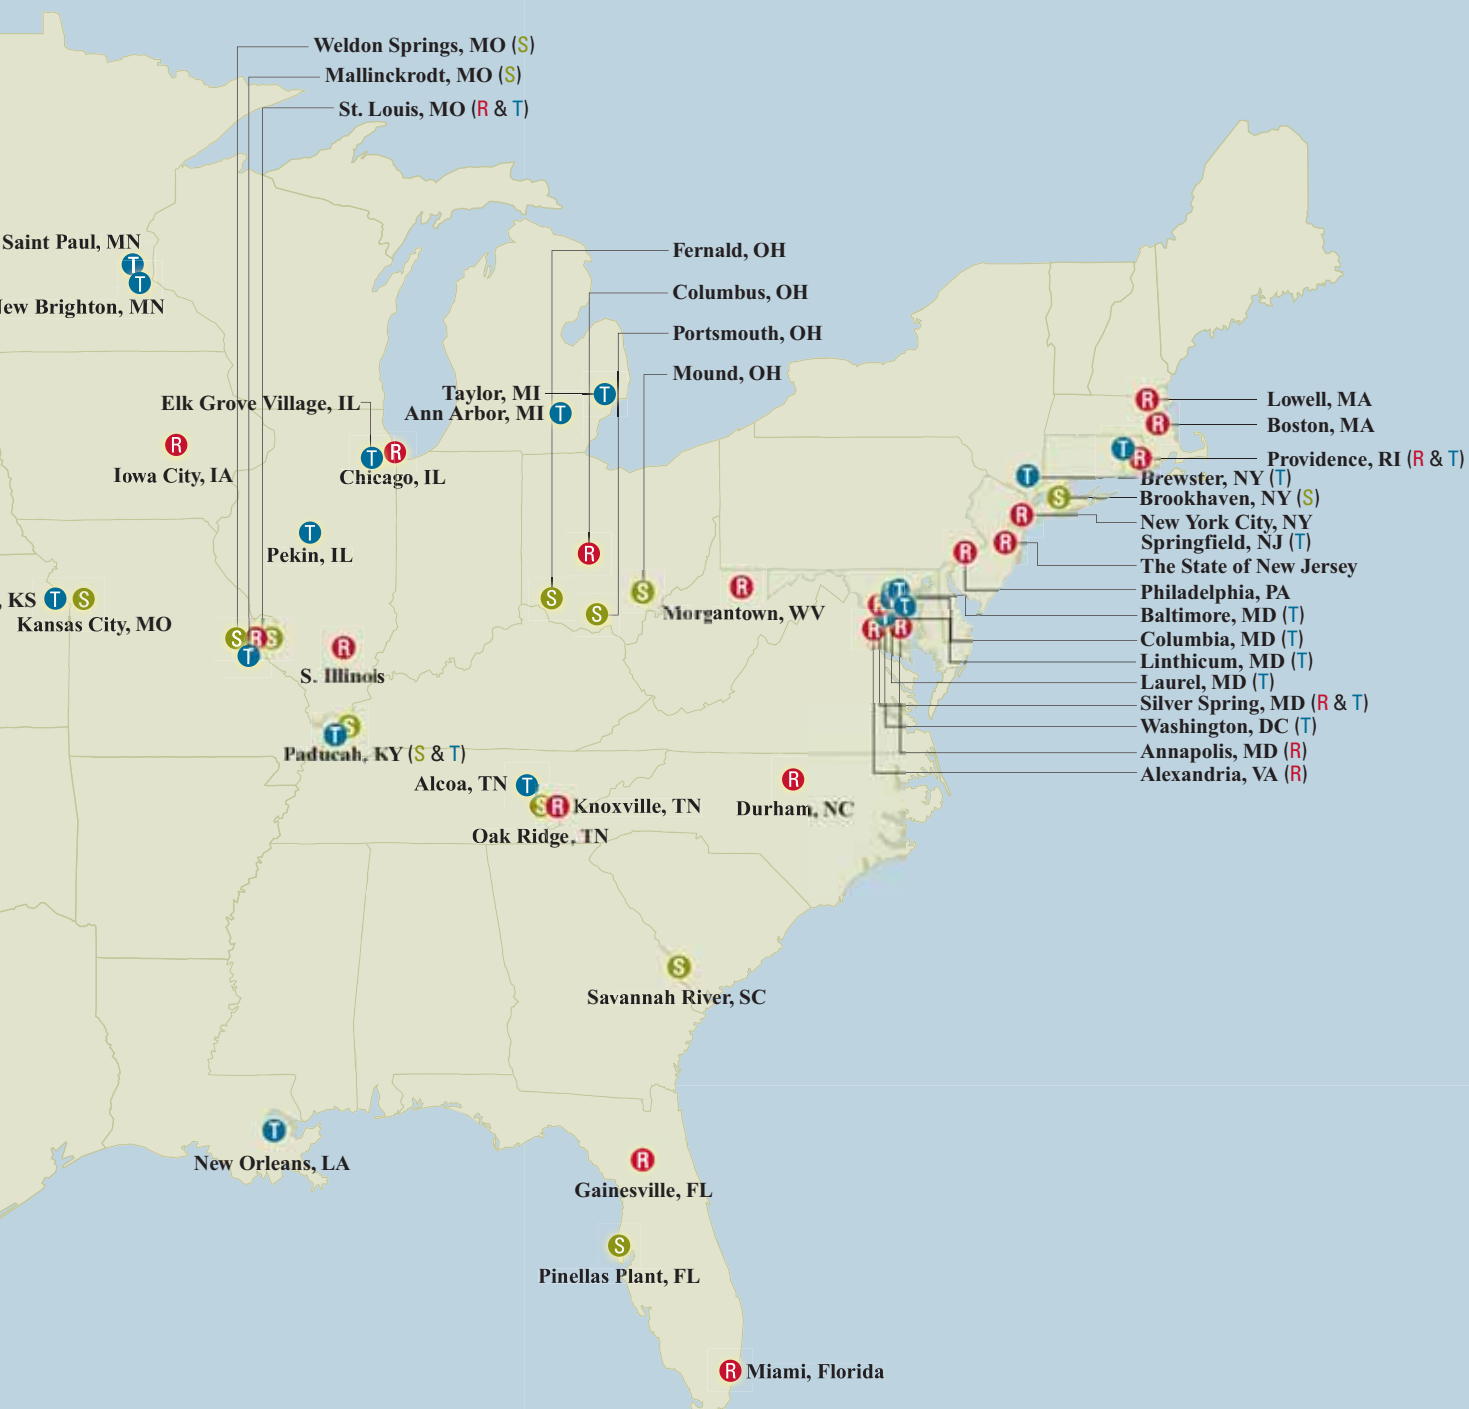 Weldon Springs, MO (S)
Mallinckrodt, MO (S)
St. Louis, MO (R & T)
Saint Paul, MN
T
T
ew Brighton, MN
Fernald, OH
Columbus, OH
Portsmouth, OH
Mound, OH
Taylor, MI
T
Ann Arbor, MI
T
Elk Grove Village, IL
T
R
Chicago, IL
R
Iowa City, IA
T
Pekin, IL
, KS
T
S
Kansas City, MO
S
R
S
T
R
S. Illinois
S
T
Paducah, KY (S & T)
R
S
S
S
R
Morgantown, WV
R
Lowell, MA
R
Boston, MA
T
R
Providence, RI (R & T)
T
Brewster, NY (T)
S
Brookhaven, NY (S)
R
New York City, NY
Springfield, NJ (T)
R
The State of New Jersey
R
Philadelphia, PA
Baltimore, MD (T)
Columbia, MD (T)
Linthicum, MD (T)
Laurel, MD (T)
Silver Spring, MD (R & T)
Washington, DC (T)
Annapolis, MD (R)
Alexandria, VA (R)
T
R
T
R
R
Alcoa, TN
T
S
R
Knoxville, TN
Oak Ridge, TN
R
Durham, NC
S
Savannah River, SC
T
New Orleans, LA
R
Gainesville, FL
S
Pinellas Plant, FL
R
Miami, Florida